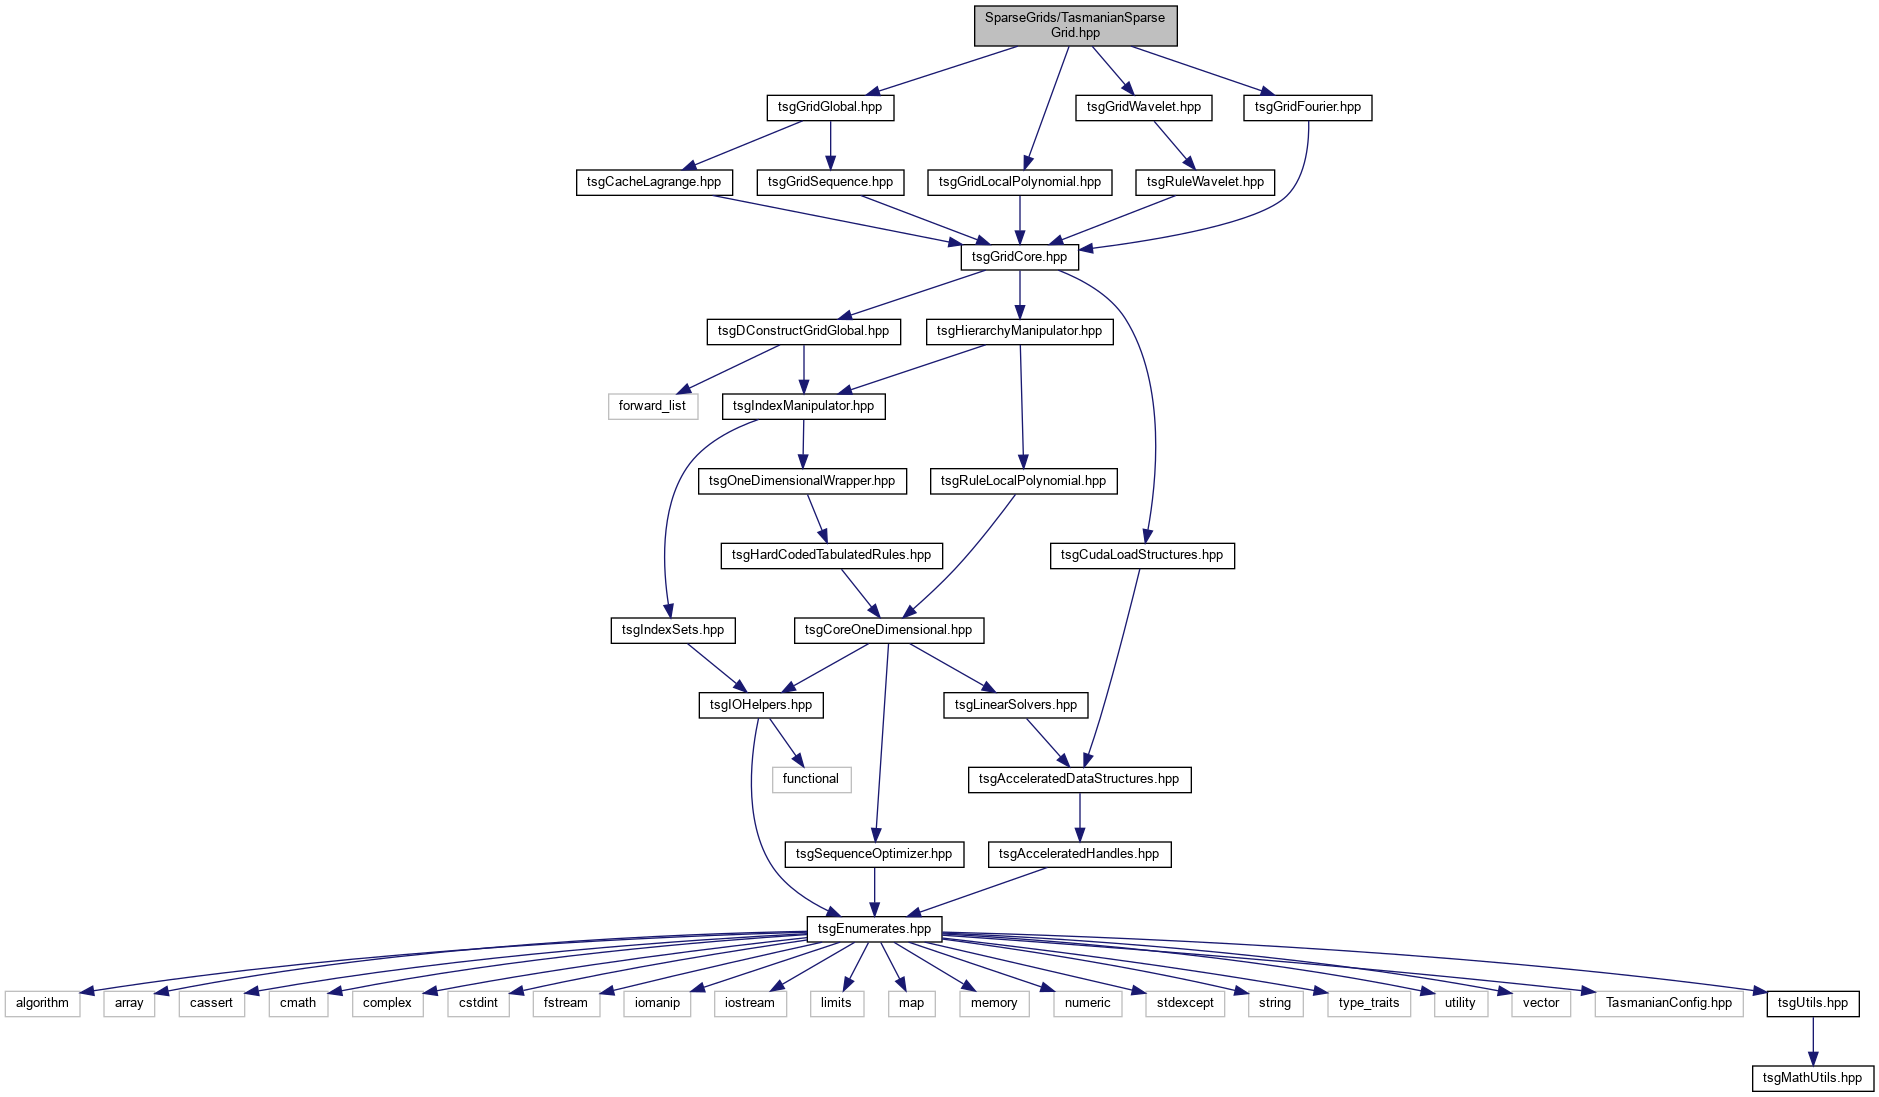 SparseGrids/TasmanianSparse
Grid.hpp
tsgGridGlobal.hpp
tsgGridWavelet.hpp
tsgGridFourier.hpp
tsgCacheLagrange.hpp
tsgGridSequence.hpp
tsgGridLocalPolynomial.hpp
tsgRuleWavelet.hpp
tsgGridCore.hpp
tsgDConstructGridGlobal.hpp
tsgHierarchyManipulator.hpp
forward_list
tsgIndexManipulator.hpp
tsgOneDimensionalWrapper.hpp
tsgRuleLocalPolynomial.hpp
tsgHardCodedTabulatedRules.hpp
tsgCudaLoadStructures.hpp
tsgIndexSets.hpp
tsgCoreOneDimensional.hpp
tsgIOHelpers.hpp
tsgLinearSolvers.hpp
functional
tsgAcceleratedDataStructures.hpp
tsgSequenceOptimizer.hpp
tsgAcceleratedHandles.hpp
tsgEnumerates.hpp
algorithm
array
cassert
cmath
complex
cstdint
fstream
iomanip
iostream
limits
map
memory
numeric
stdexcept
string
type_traits
utility
vector
TasmanianConfig.hpp
tsgUtils.hpp
tsgMathUtils.hpp